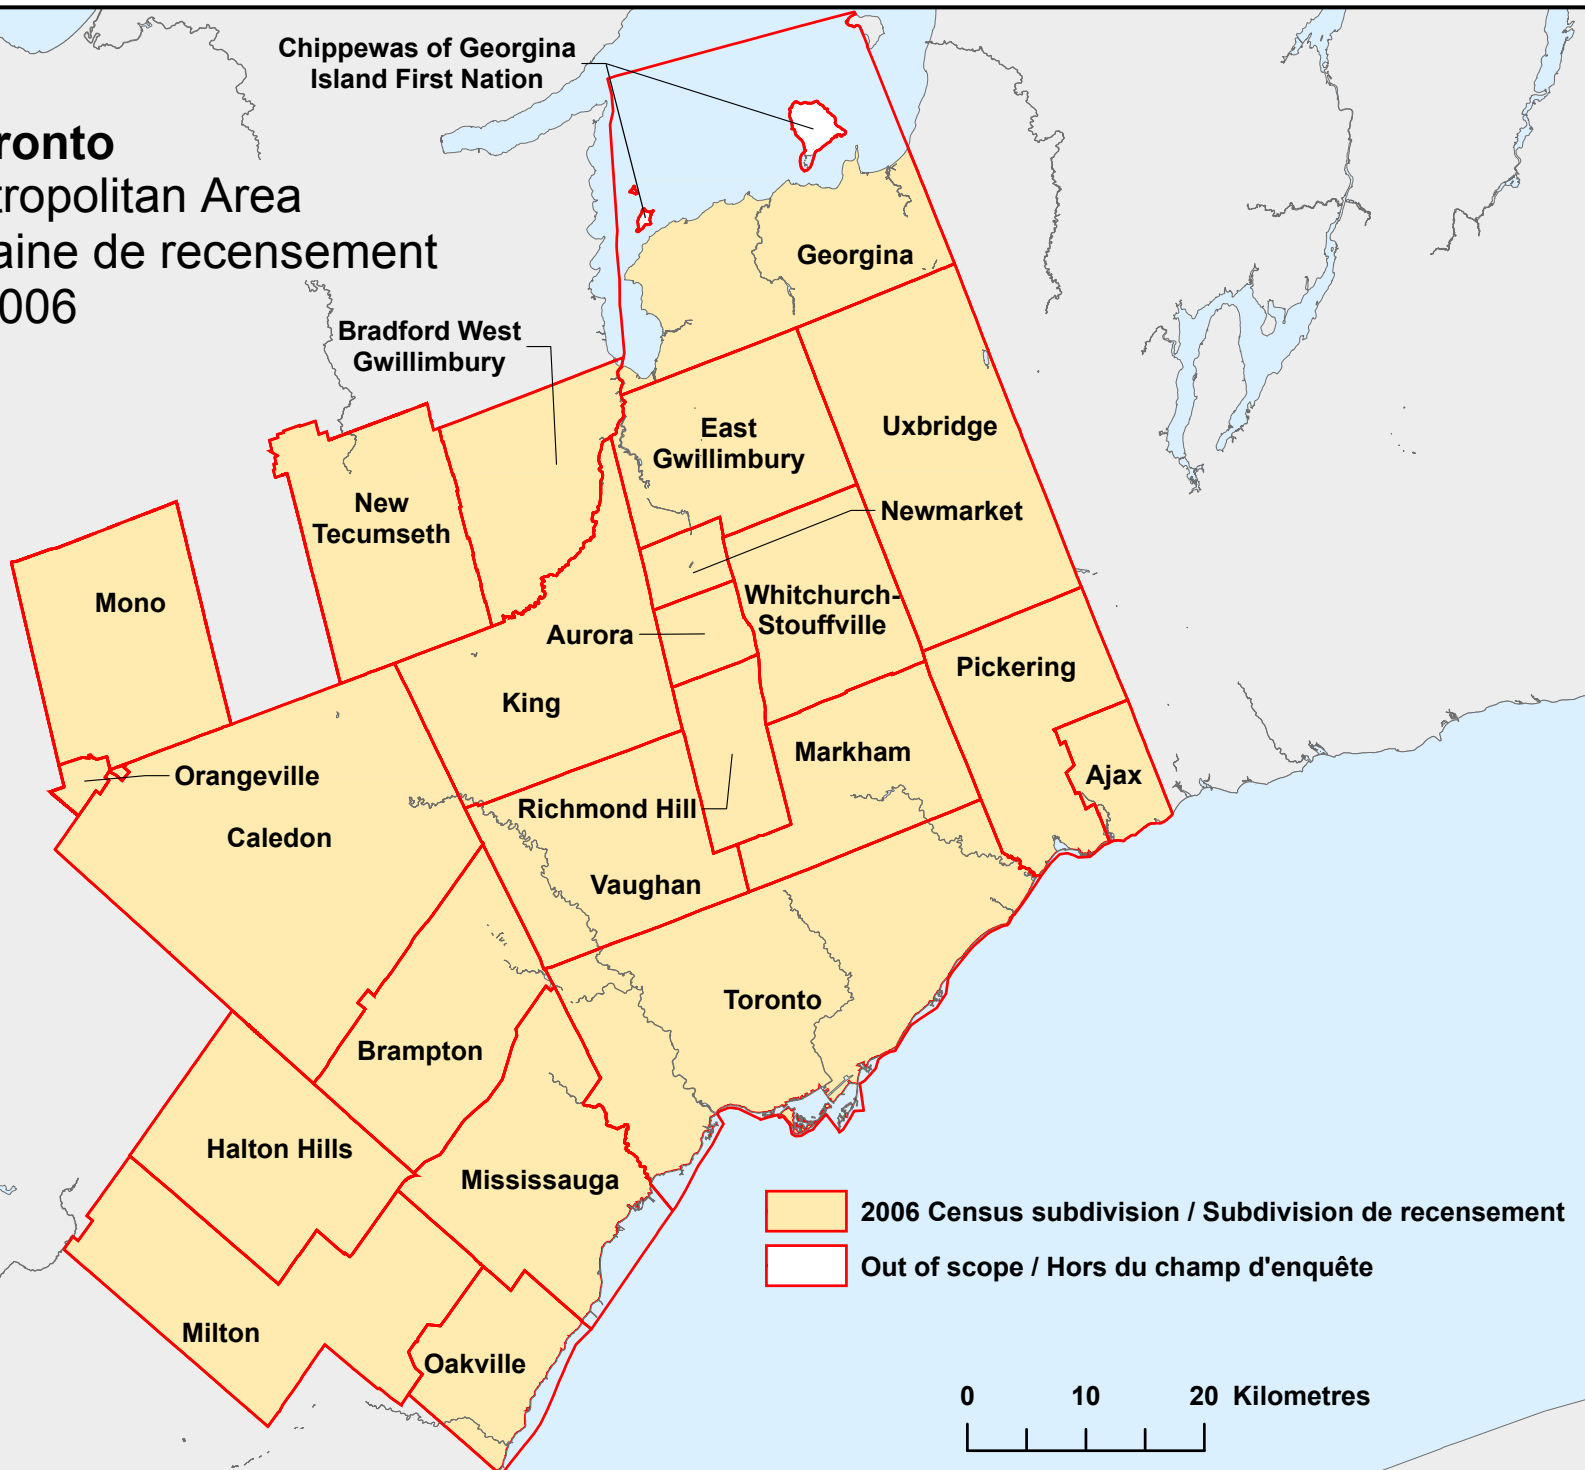 Chippewas of Georgina
Island First Nation
ronto
tropolitan Area
aine de recensement
006
Georgina
Bradford West
Gwillimbury
East
Gwillimbury
Uxbridge
New
Tecumseth
Newmarket
Mono
Whitchurch-
Stouffville
Aurora
Pickering
King
Markham
Orangeville
Ajax
Richmond Hill
Caledon
Vaughan
Toronto
Brampton
Halton Hills
Mississauga
2006 Census subdivision / Subdivision de recensement
Out of scope / Hors du champ d'enquête
Milton
Oakville
0 10 20 Kilometres